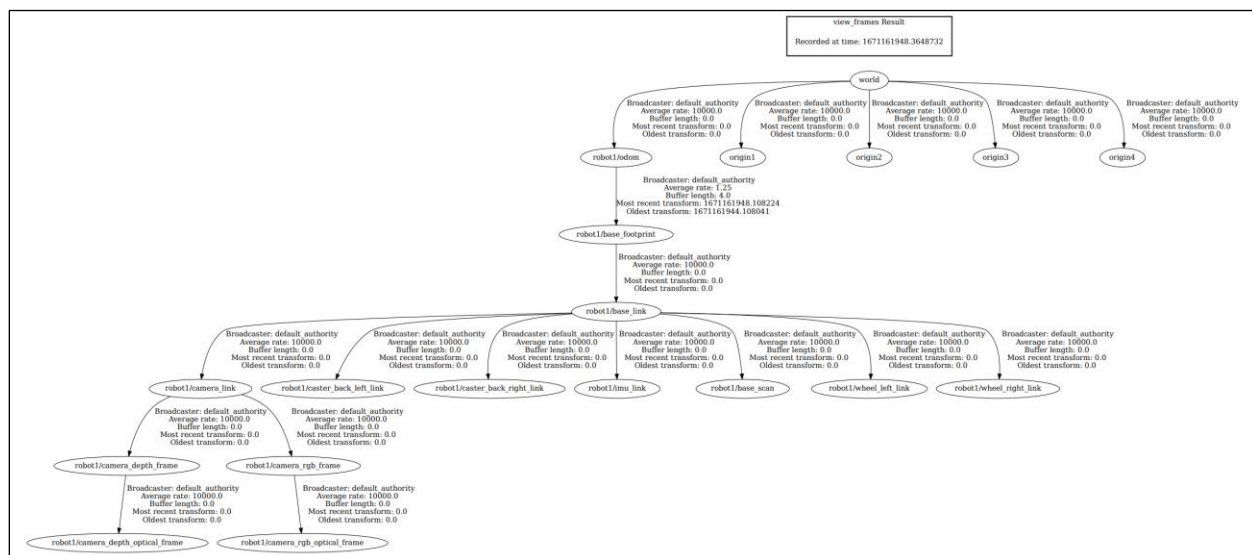 view_frames Result
Recorded at time: 1671161948.3648732
world
Broadcaster: default_authority
Average rate: 10000.0
Buffer length: 0.0
Most recent transform: 0.0
Oldest transform: 0.0
Broadcaster: default_authority
Average rate: 10000.0
Buffer length: 0.0
Most recent transform: 0.0
Oldest transform: 0.0
Broadcaster: default_authority
Average rate: 10000.0
Buffer length: 0.0
Most recent transform: 0.0
Oldest transform: 0.0
Broadcaster: default_authority
Average rate: 10000.0
Buffer length: 0.0
Most recent transform: 0.0
Oldest transform: 0.0
Broadcaster: default_authority
Average rate: 10000.0
Buffer length: 0.0
Most recent transform: 0.0
Oldest transform: 0.0
robot1/odom
origin1
origin2
origin3
origin4
Broadcaster: default_authority
Average rate: 1.25
Buffer length: 4.0
Most recent transform: 1671161948.108224
Oldest transform: 1671161944.108041
robot1/base_footprint
Broadcaster: default_authority
Average rate: 10000.0
Buffer length: 0.0
Most recent transform: 0.0
Oldest transform: 0.0
robot1/base_link
Broadcaster: default_authority
Average rate: 10000.0
Buffer length: 0.0
Most recent transform: 0.0
Oldest transform: 0.0
Broadcaster: default_authority
Average rate: 10000.0
Buffer length: 0.0
Most recent transform: 0.0
Oldest transform: 0.0
Broadcaster: default_authority
Average rate: 10000.0
Buffer length: 0.0
Most recent transform: 0.0
Oldest transform: 0.0
Broadcaster: default_authority
Average rate: 10000.0
Buffer length: 0.0
Most recent transform: 0.0
Oldest transform: 0.0
Broadcaster: default_authority
Average rate: 10000.0
Buffer length: 0.0
Most recent transform: 0.0
Oldest transform: 0.0
Broadcaster: default_authority
Average rate: 10000.0
Buffer length: 0.0
Most recent transform: 0.0
Oldest transform: 0.0
Broadcaster: default_authority
Average rate: 10000.0
Buffer length: 0.0
Most recent transform: 0.0
Oldest transform: 0.0
robot1/camera_link
robot1/caster_back_left_link
robot1/caster_back_right_link
robot1/imu_link
robot1/base_scan
robot1/wheel_left_link
robot1/wheel_right_link
Broadcaster: default_authority
Average rate: 10000.0
Buffer length: 0.0
Most recent transform: 0.0
Oldest transform: 0.0
Broadcaster: default_authority
Average rate: 10000.0
Buffer length: 0.0
Most recent transform: 0.0
Oldest transform: 0.0
robot1/camera_depth_frame
robot1/camera_rgb_frame
Broadcaster: default_authority
Average rate: 10000.0
Buffer length: 0.0
Most recent transform: 0.0
Oldest transform: 0.0
Broadcaster: default_authority
Average rate: 10000.0
Buffer length: 0.0
Most recent transform: 0.0
Oldest transform: 0.0
robot1/camera_depth_optical_frame
robot1/camera_rgb_optical_frame